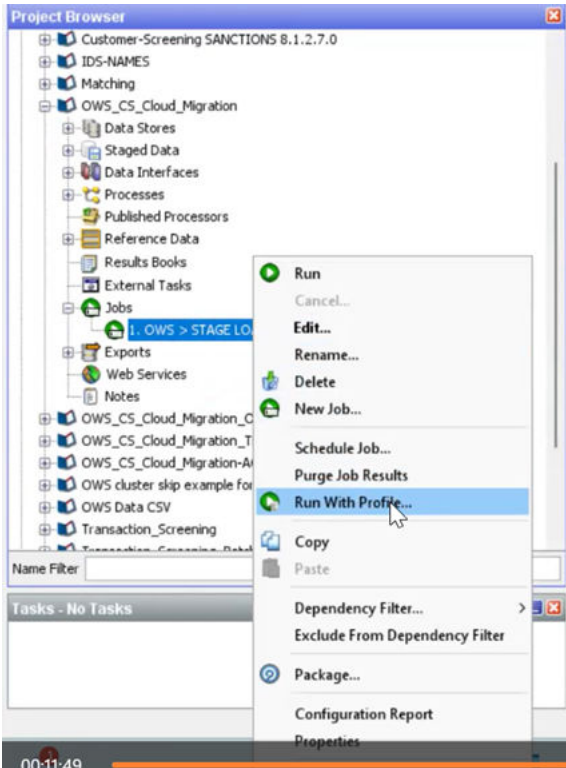 Project Browser
Customer-Screening SANCTIONS 8.1.2.7.0
IDS-NAMES
Matching
OWS_CS_Cloud_Migration
Data Stores
Staged Data
Data Interfaces
Processes
Published Processors
Reference Data
Results Books
External Tasks
Jobs
1. OWS > STAGE LOA
Exports
Web Services
Notes
OWS_CS_Cloud_Migration_O
OWS_CS_Cloud_Migration_T
OWS_CS_Cloud_Migration-A
OWS cluster skip example for
OWS Data CSV
Transaction_Screening
Name Filter
Tasks - No Tasks
Run
Cancel...
Edit...
Rename...
Delete
New Job...
Schedule Job...
Purge Job Results
Run With Profile...
Copy
Paste
Dependency Filter... >
Exclude From Dependency Filter
Package...
Configuration Report
Properties
00:11:49